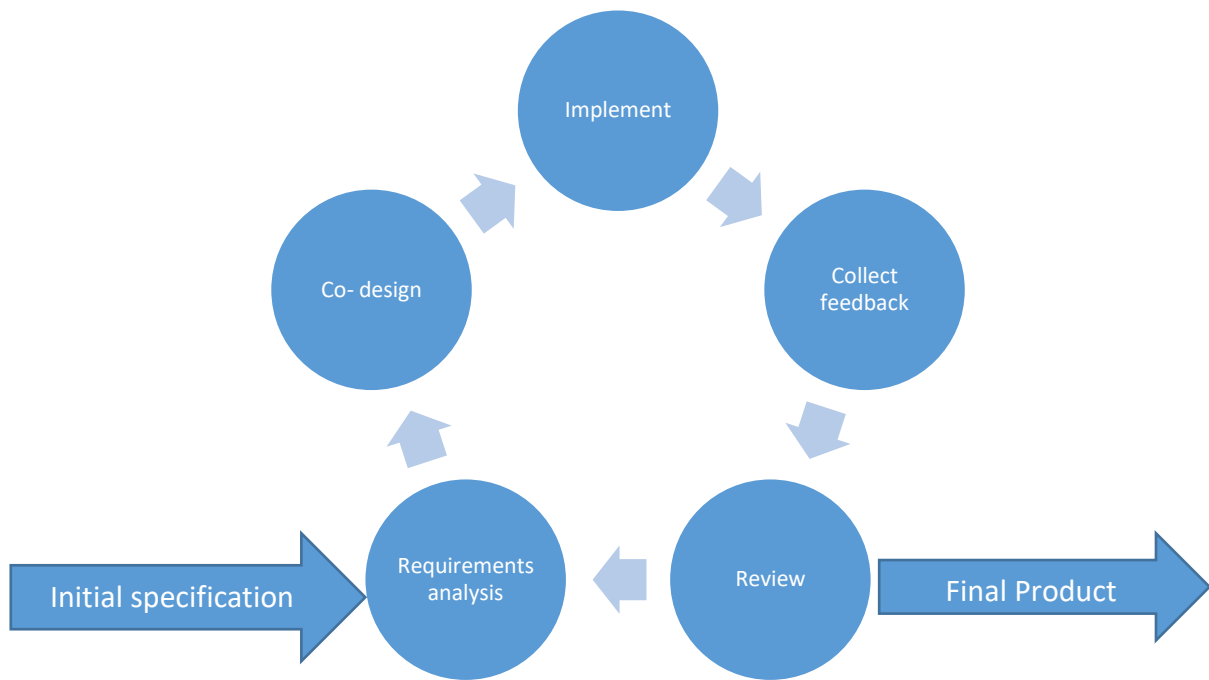 Implement
Co- design
Collect
feedback
Requirements
analysis
Review
Initial specification
Final Product